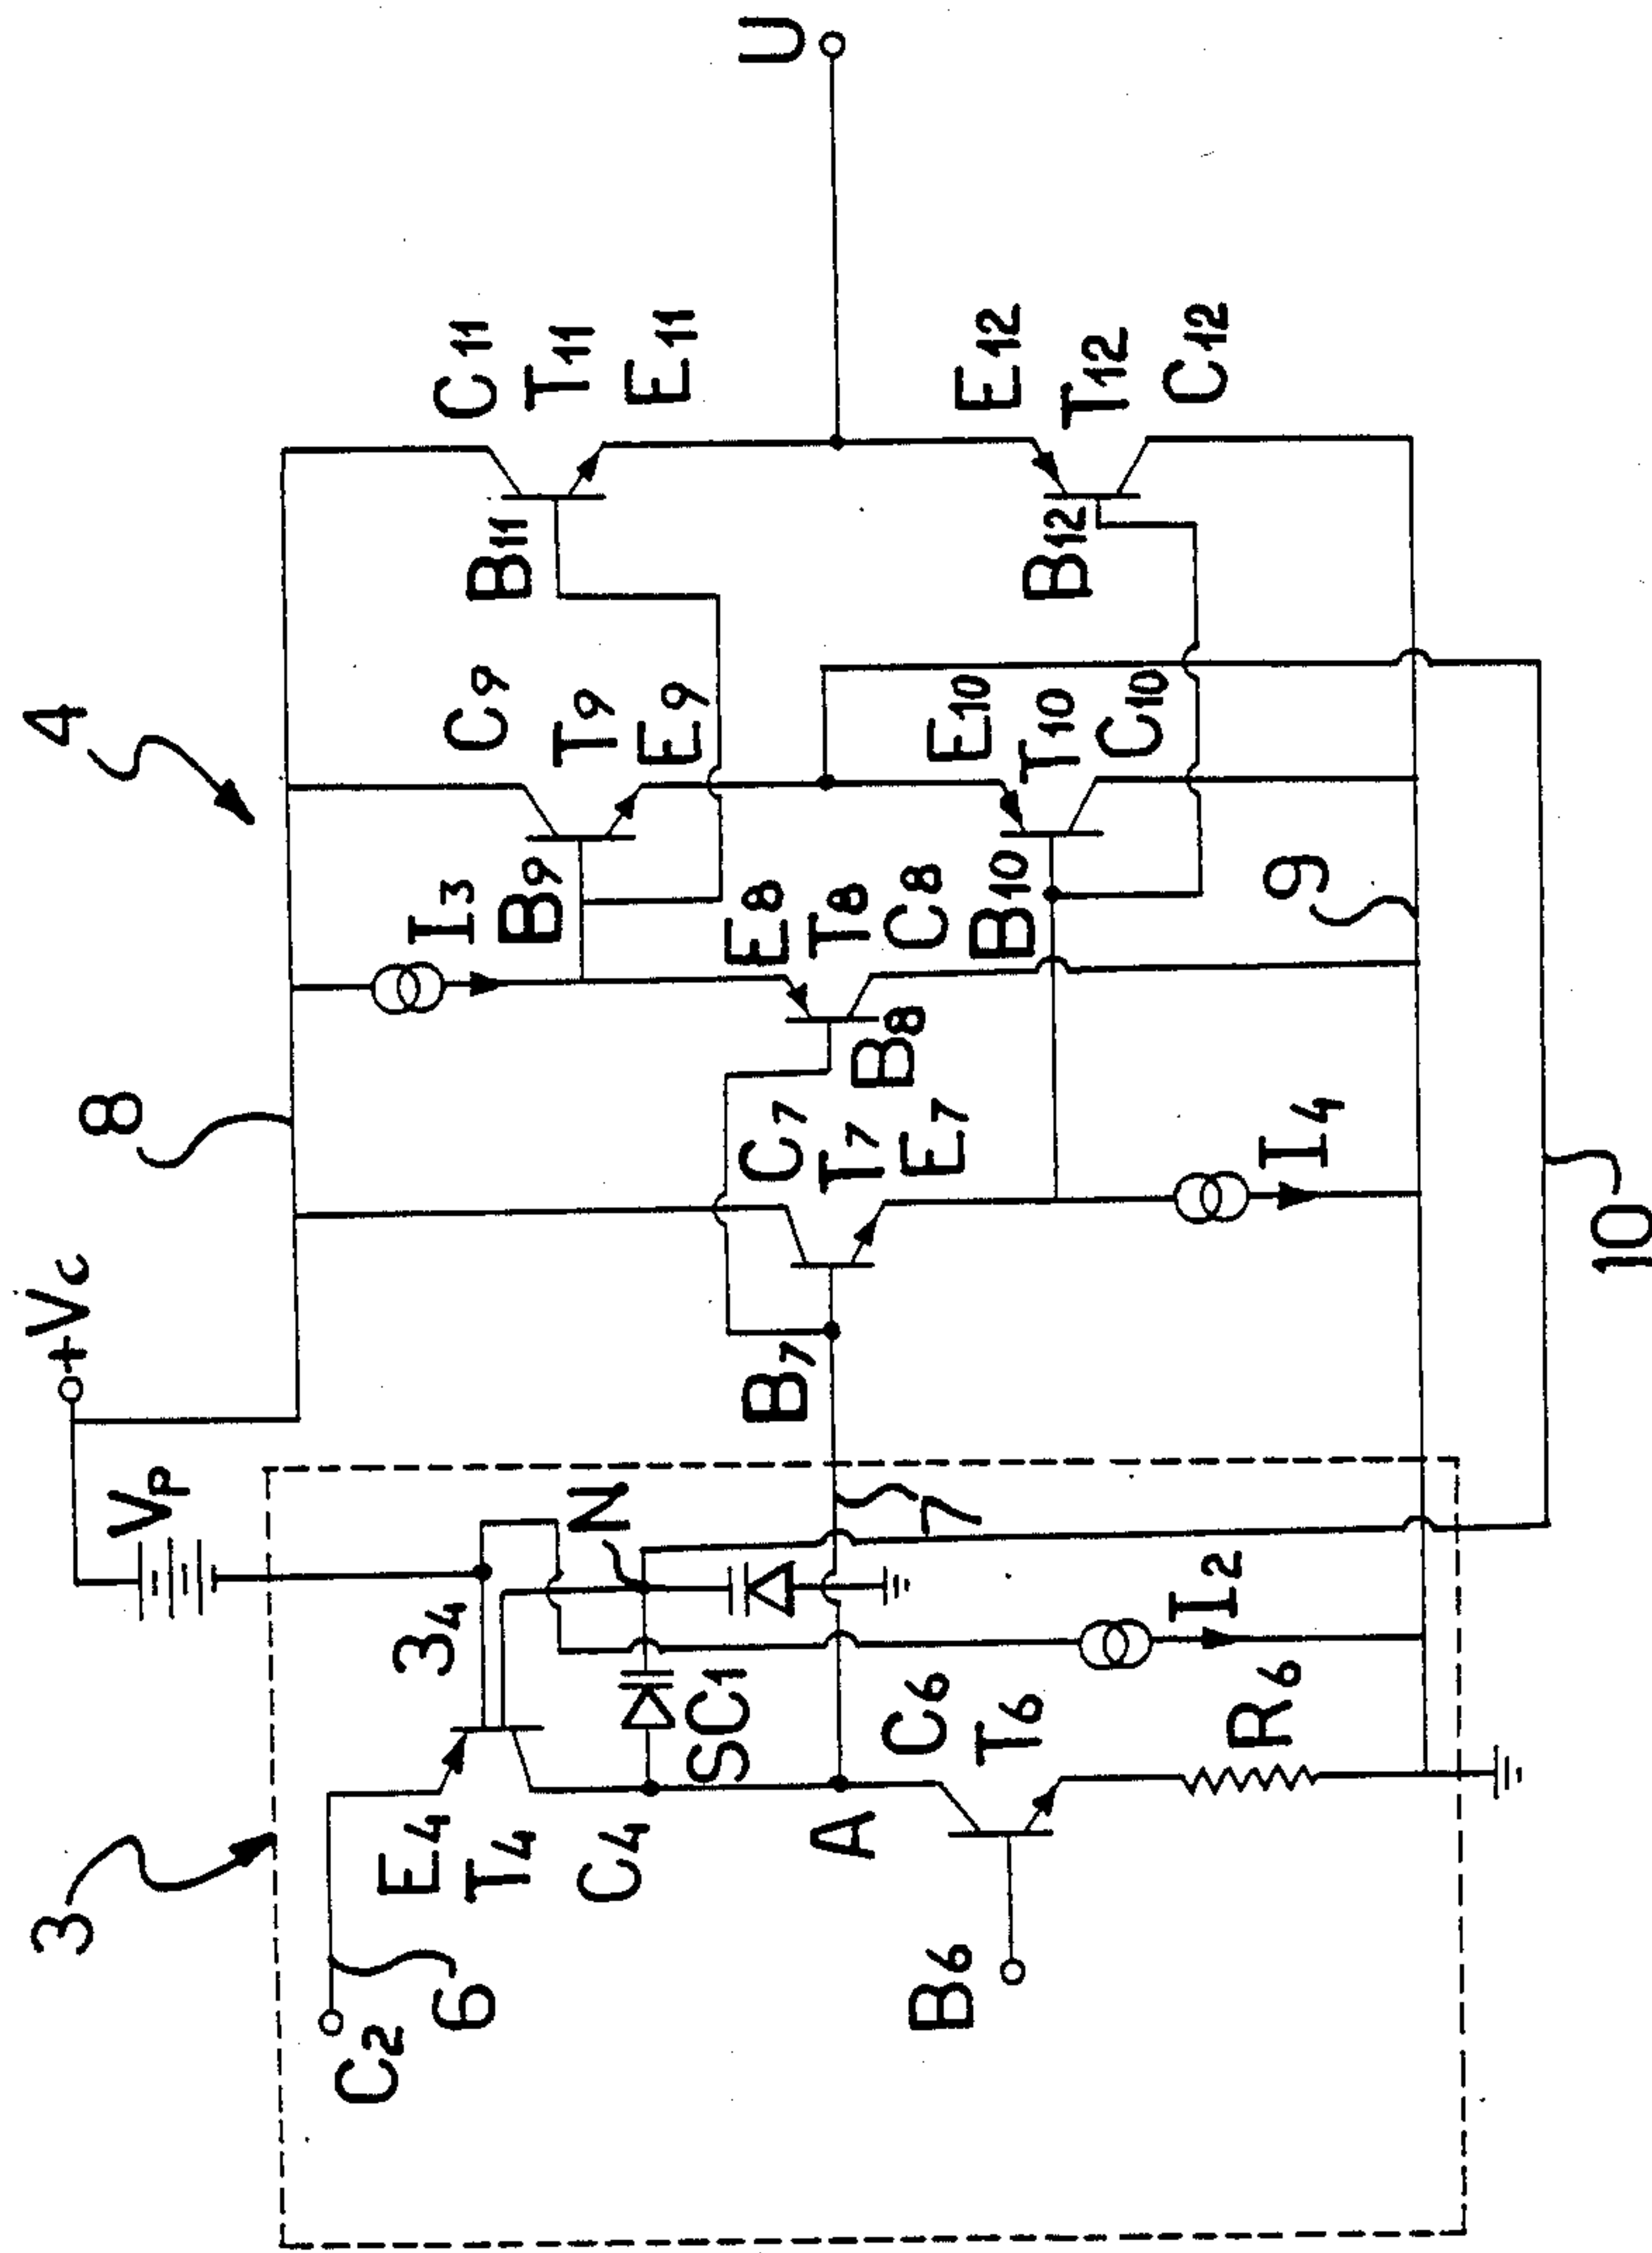 4
U
+Vc
8
C11
T11
E11
Vp
I3
C9
T9
E9
B11
3
B9
34
N
E8
T8
C8
E12
T12
C12
C2
6
E4
T4
C4
SC1
B7
C7
T7
E7
B8
E10
T10
C10
B12
B10
A
7
C6
T6
B6
I2
R6
I4
9
10